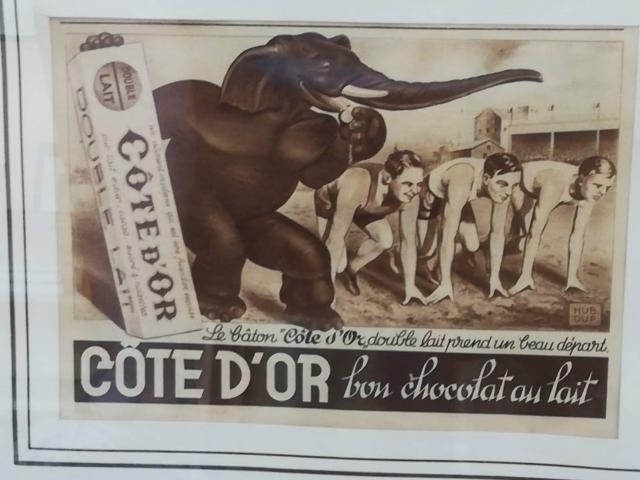 DOUBLE
LAIT
CÔTE D'OR
DOUBLE LAIT
HUB
DUP
Le bâton "Côte d'Or" double lait prend un beau départ.
CÔTE D'OR bon chocolat au lait